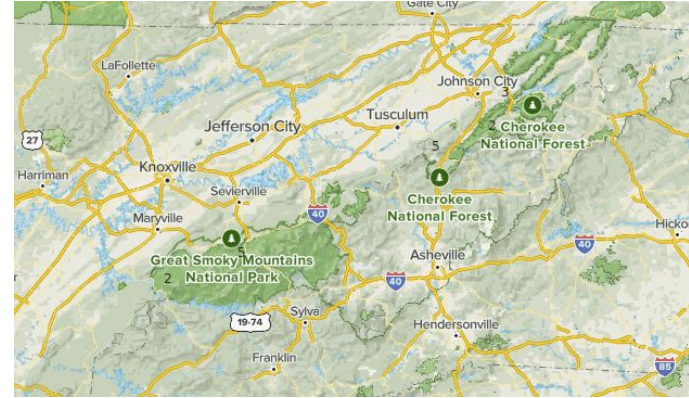 Gate City
LaFollette
Johnson City
3
Tusculum
Jefferson City
2
Cherokee
National Forest
27
5
Harriman
Knoxville
Sevierville
Cherokee
National Forest
Maryville
40
Hicko
40
5
Great Smoky Mountains
National Park
2
Asheville
40
Sylva
19-74
Hendersonville
Franklin
85